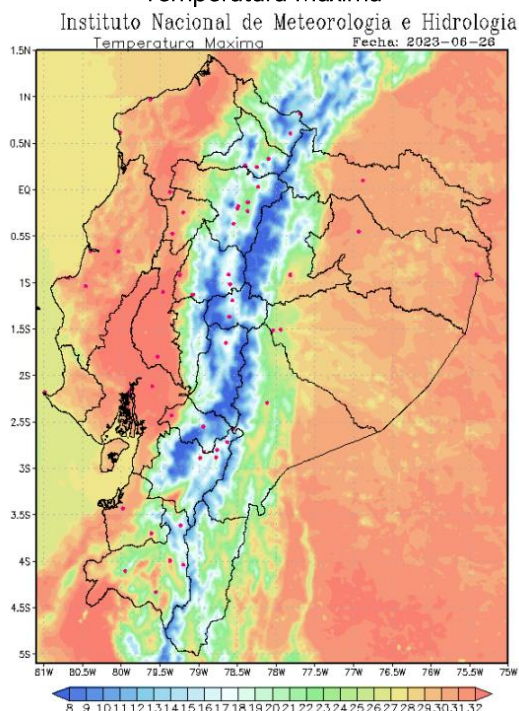 Temperatura máxima
Instituto Nacional de Meteorologia e Hidrologia
Temperatura Maxima Fecha: 2023-06-26
1.5N
1N
0.5N
EQ
0.5S
1S
1.5S
2S
2.5S
3S
3.5S
4S
4.5S
5S
81W 80.5W 80W 79.5W 79W 78.5W 78W 77.5W 77W 76.5W 76W 75.5W 75W
8 9 10 11 12 13 14 15 16 17 18 19 20 21 22 23 24 25 26 27 28 29 30 31 32